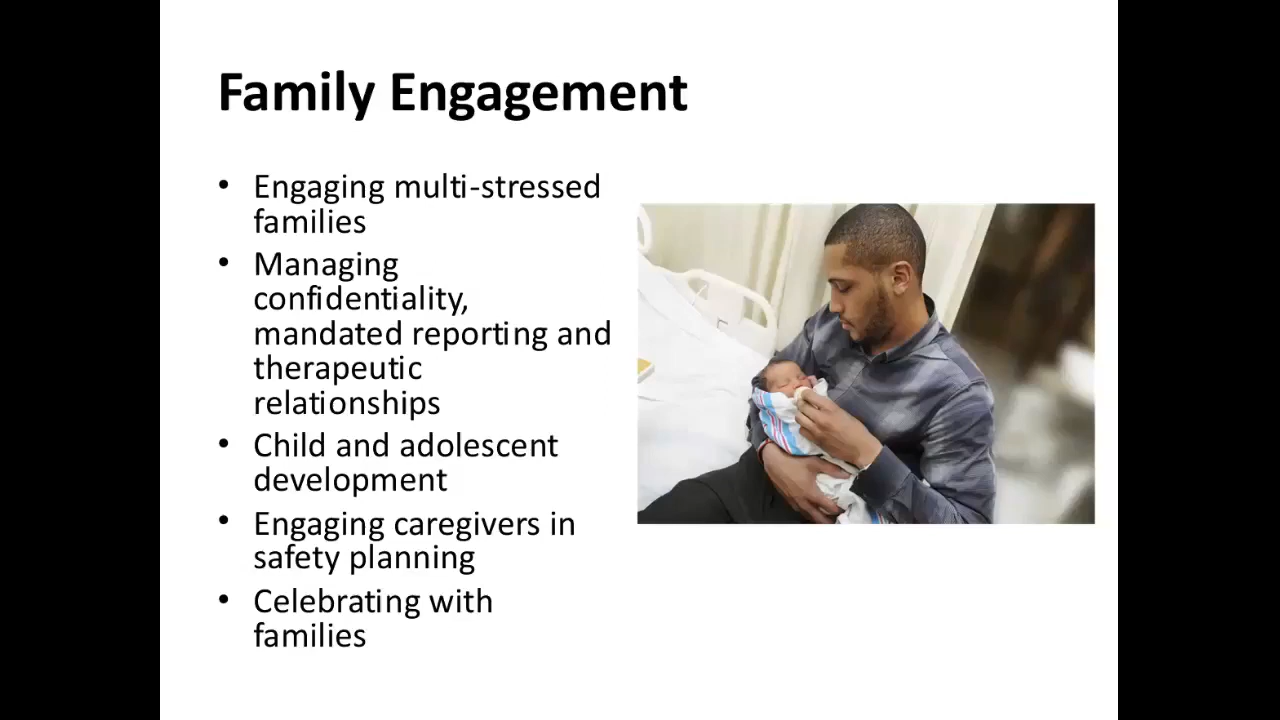 Family Engagement
• Engaging multi-stressed
families
• Managing
confidentiality,
mandated reporting and
therapeutic
relationships
• Child and adolescent
development
• Engaging caregivers in
safety planning
• Celebrating with
families